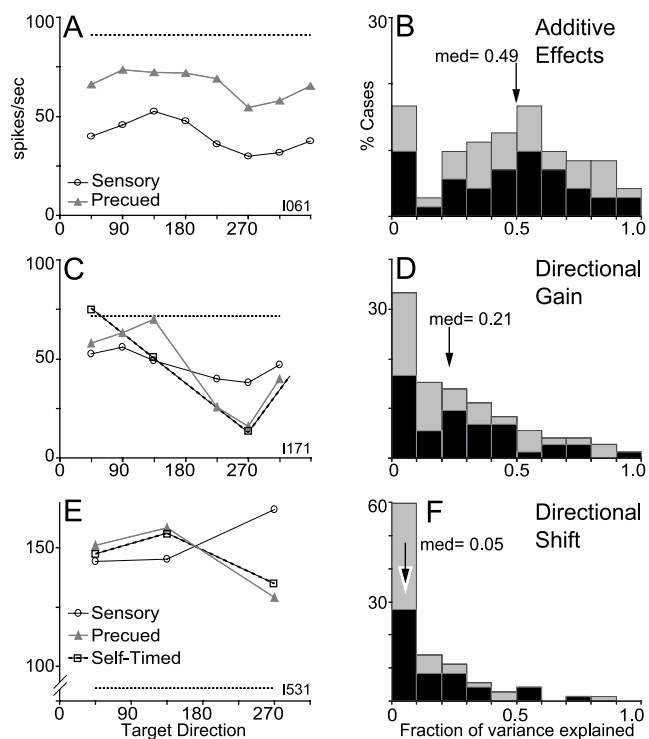 A
100
50
0
spikes/sec
Sensory
Precued
I061
0 90 180 270
B
Additive
Effects
med= 0.49
30
% Cases
0 0.5 1.0
C
100
50
0
I171
0 90 180 270
D
Directional
Gain
med= 0.21
30
0 0.5 1.0
E
150
100
Sensory
Precued
Self-Timed
I531
0 90 180 270
Target Direction
F
Directional
Shift
60
med= 0.05
30
0 0.5 1.0
Fraction of variance explained